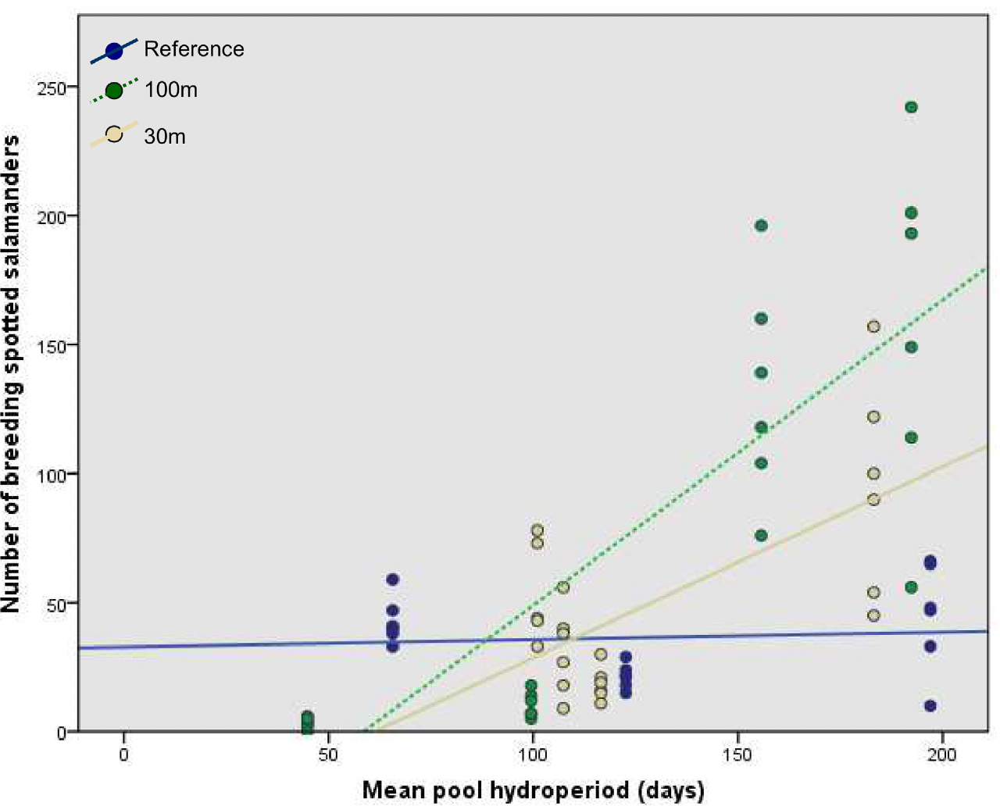 Reference
100m
30m
250
200
150
100
50
0
0 50 100 150 200
Mean pool hydroperiod (days)
Number of breeding spotted salamanders